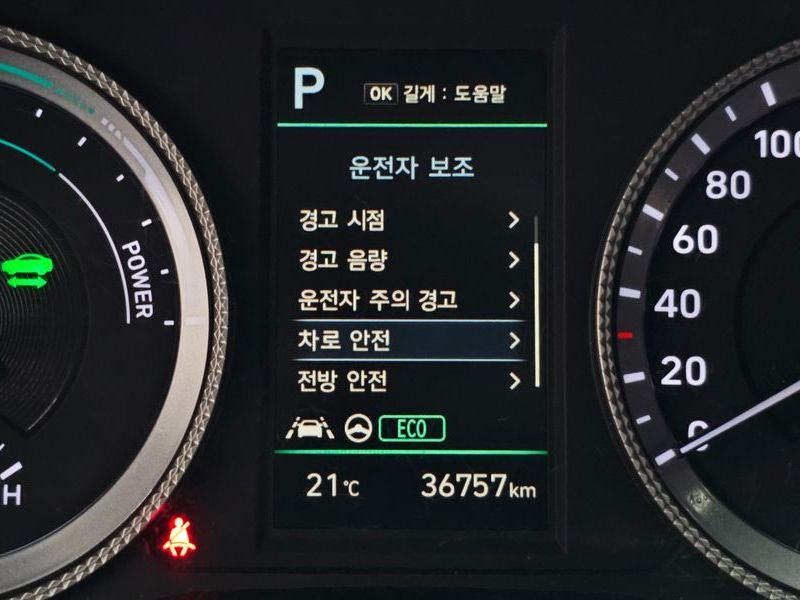 P
OK 길게 : 도움말
운전자 보조
경고 시점
경고 음량
운전자 주의 경고
차로 안전
전방 안전
ECO
21℃ 36757km
POWER
H
100
80
60
40
20
0